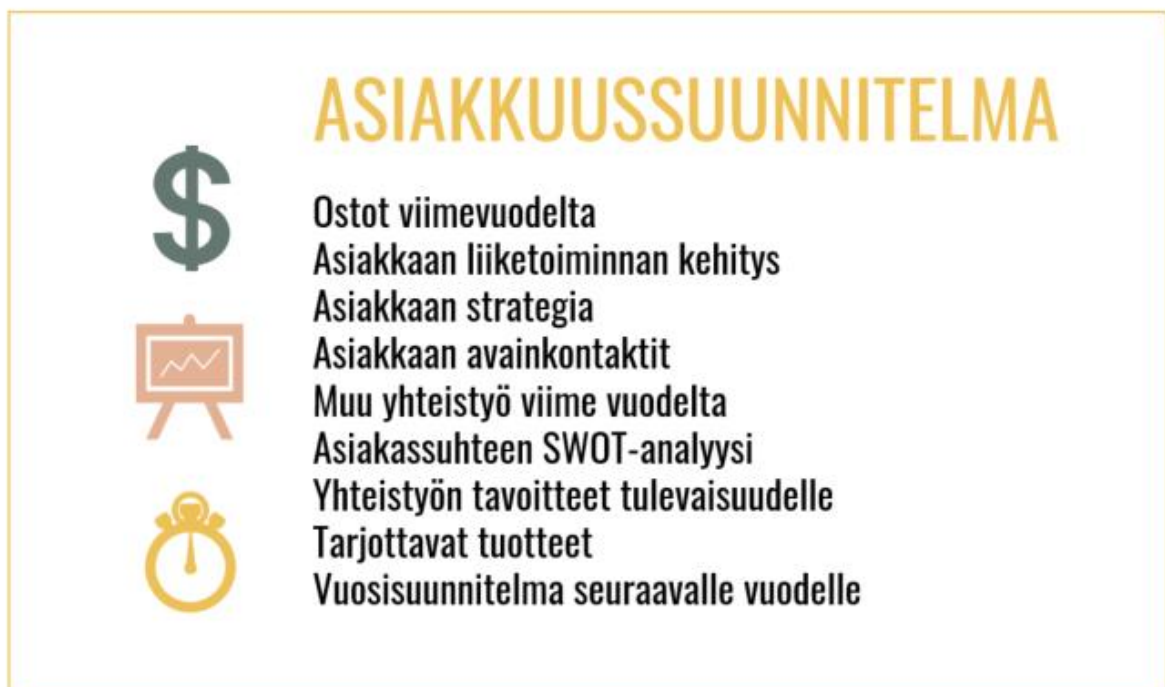 ASIAKKUUSSUUNNITELMA
Ostot viimevuodelta
Asiakkaan liiketoiminnan kehitys
Asiakkaan strategia
Asiakkaan avainkontaktit
Muu yhteistyö viime vuodelta
Asiakassuhteen SWOT-analyysi
Yhteistyön tavoitteet tulevaisuudelle
Tarjottavat tuotteet
Vuosisuunnitelma seuraavalle vuodelle